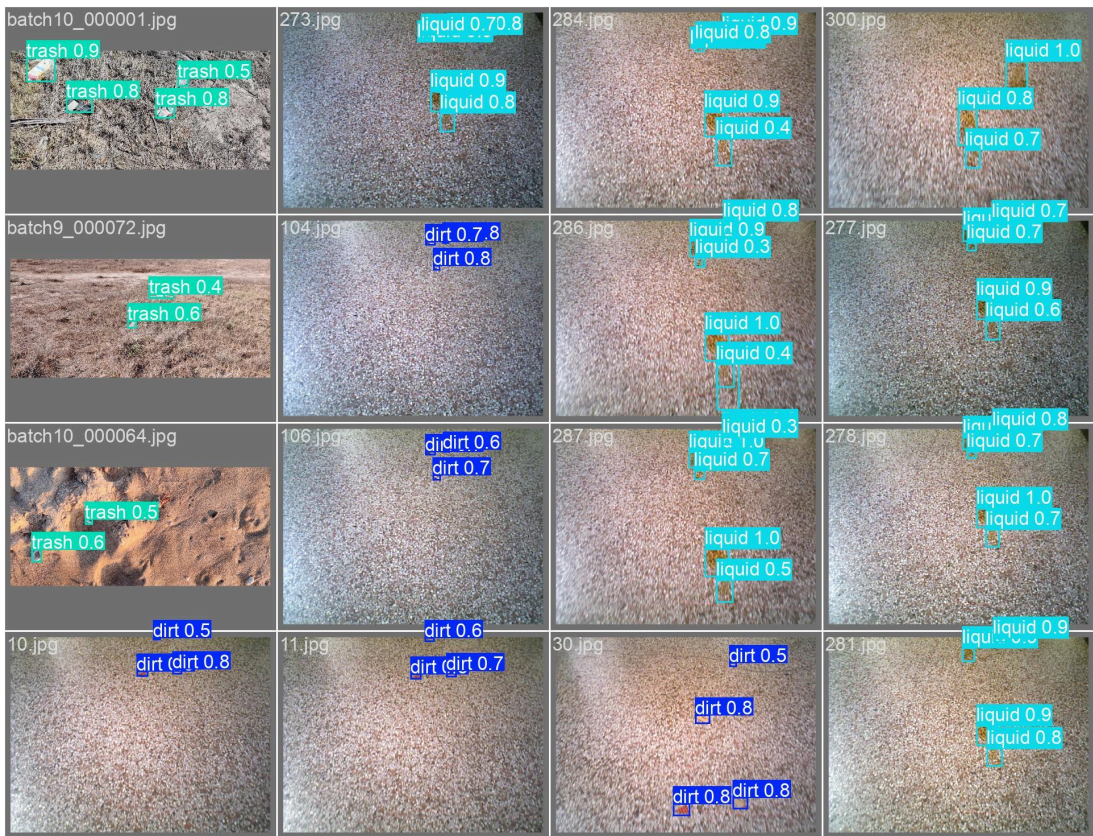 batch10_000001.jpg
trash 0.9
trash 0.5
trash 0.8
trash 0.8
273.jpg
liquid 0.70.8
liquid 0.9
liquid 0.8
284.jpg
liquid 0.9
liquid 0.8
liquid 0.9
liquid 0.4
300.jpg
liquid 1.0
liquid 0.8
liquid 0.7
batch9_000072.jpg
trash 0.4
trash 0.6
104.jpg
dirt 0.7.8
dirt 0.8
286.jpg
liquid 0.8
liquid 0.9
liquid 0.3
liquid 1.0
liquid 0.4
liquid 0.3
277.jpg
liquid 0.7
liquid 0.7
liquid 0.9
liquid 0.6
batch10_000064.jpg
trash 0.5
trash 0.6
106.jpg
dirt 0.6
dirt 0.7
287.jpg
liquid 1.0
liquid 0.7
liquid 1.0
liquid 0.5
278.jpg
liquid 0.8
liquid 0.7
liquid 1.0
liquid 0.7
10.jpg
dirt 0.5
dirt 0.8
11.jpg
dirt 0.6
dirt 0.7
30.jpg
dirt 0.5
dirt 0.8
dirt 0.8
dirt 0.8
281.jpg
liquid 0.9
liquid 0.9
liquid 0.8